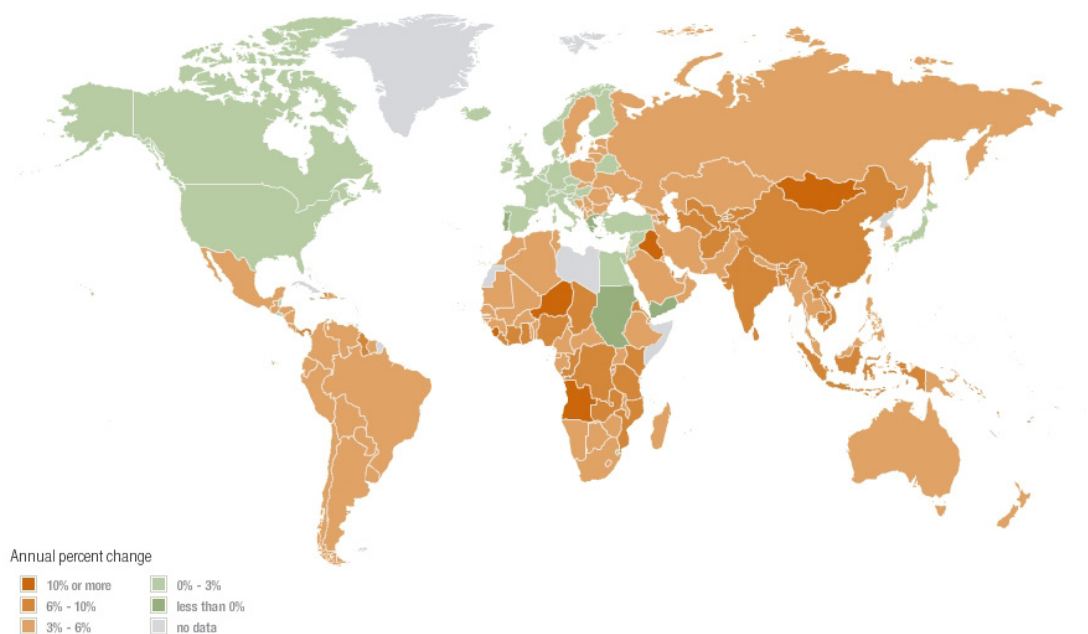 Annual percent change
10% or more
6% - 10%
3% - 6%
0% - 3%
less than 0%
no data